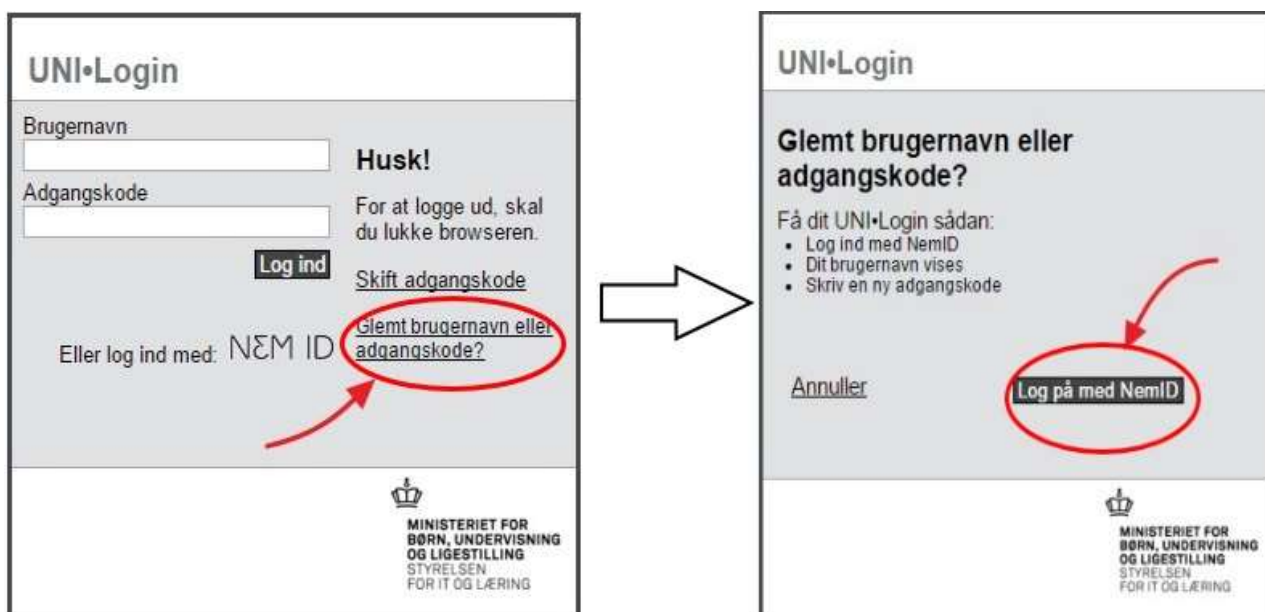 UNI•Login
Brugernavn
Adgangskode
Log ind
Eller log ind med: NEM ID
Husk!
For at logge ud, skal
du lukke browseren.
Skift adgangskode
Glemt brugernavn eller
adgangskode?
MINISTERIET FOR
BØRN, UNDERVISNING
OG LIGESTILLING
STYRELSEN
FOR IT OG LÆRING
UNI•Login
Glemt brugernavn eller
adgangskode?
Få dit UNI•Login sådan:
• Log ind med NemID
• Dit brugernavn vises
• Skriv en ny adgangskode
Annuller
Log på med NemID
MINISTERIET FOR
BØRN, UNDERVISNING
OG LIGESTILLING
STYRELSEN
FOR IT OG LÆRING